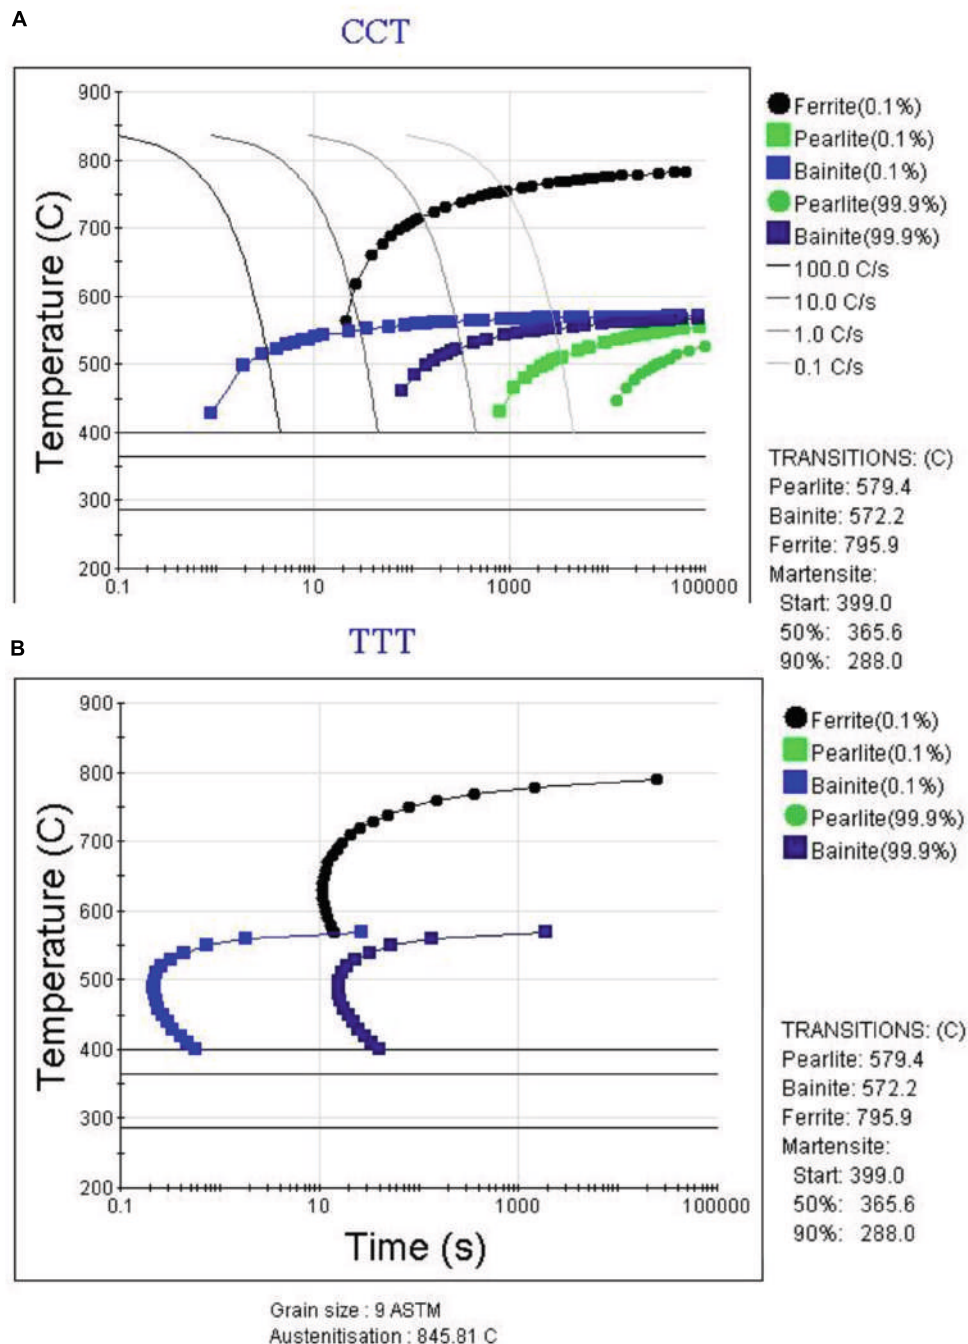 A
CCT
900
800
700
600
500
400
300
200
Temperature (C)
0.1
10
1000
100000
Ferrite(0.1%)
Pearlite(0.1%)
Bainite(0.1%)
Pearlite(99.9%)
Bainite(99.9%)
100.0 C/s
10.0 C/s
1.0 C/s
0.1 C/s
TRANSITIONS: (C)
Pearlite: 579.4
Bainite: 572.2
Ferrite: 795.9
Martensite:
Start: 399.0
50%: 365.6
90%: 288.0
B
TTT
900
800
700
600
500
400
300
200
Temperature (C)
0.1
10
1000
100000
Time (s)
Ferrite(0.1%)
Pearlite(0.1%)
Bainite(0.1%)
Pearlite(99.9%)
Bainite(99.9%)
TRANSITIONS: (C)
Pearlite: 579.4
Bainite: 572.2
Ferrite: 795.9
Martensite:
Start: 399.0
50%: 365.6
90%: 288.0
Grain size : 9 ASTM
Austenitisation : 845.81 C